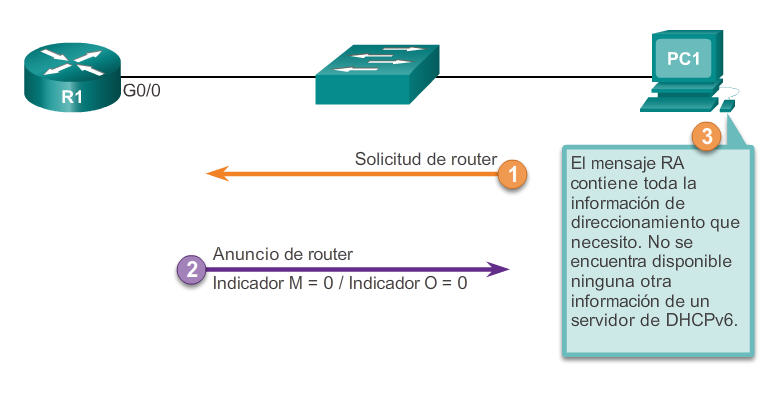 R1
G0/0
PC1
Solicitud de router
1
2
Anuncio de router
Indicador M = 0 / Indicador O = 0
3
El mensaje RA
contiene toda la
información de
direccionamiento que
necesito. No se
encuentra disponible
ninguna otra
información de un
servidor de DHCPv6.